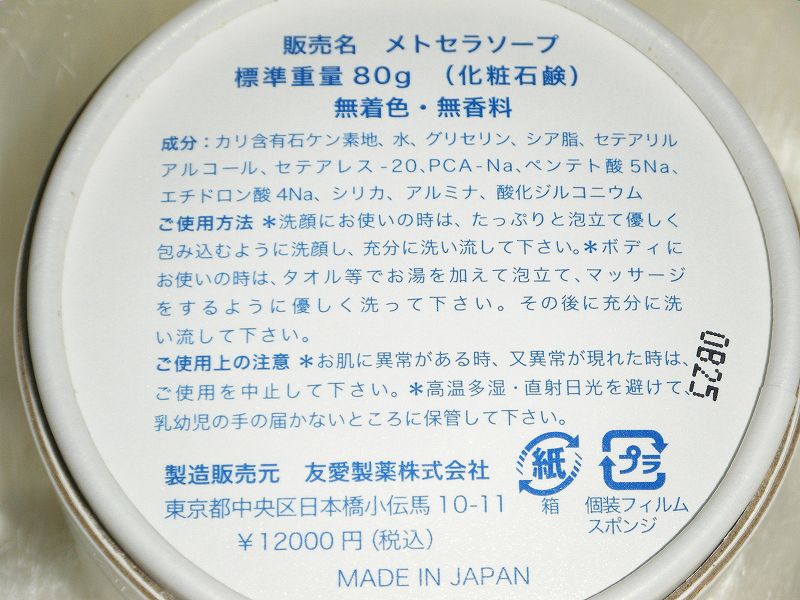 販売名 メトセラソープ
標準重量80g (化粧石鹸)
無着色・無香料
成分:カリ含有石ケン素地、水、グリセリン、シア脂、セテアリル
アルコール、セテアレス-20、PCA-Na、ペンテト酸5Na、
エチドロン酸4Na、シリカ、アルミナ、酸化ジルコニウム
ご使用方法 *洗顔にお使いの時は、たっぷりと泡立て優しく
包み込むように洗顔し、充分に洗い流して下さい。*ボディに
お使いの時は、タオル等でお湯を加えて泡立て、マッサージ
をするように優しく洗って下さい。その後に充分に洗
い流して下さい。
ご使用上の注意 *お肌に異常がある時、又異常が現れた時は、
ご使用を中止して下さい。*高温多湿・直射日光を避けて、
乳幼児の手の届かないところに保管して下さい。
0825
製造販売元 友愛製薬株式会社
東京都中央区日本橋小伝馬10-11
¥12000円(税込)
MADE IN JAPAN
紙
箱
プラ
個装フィルム
スポンジ